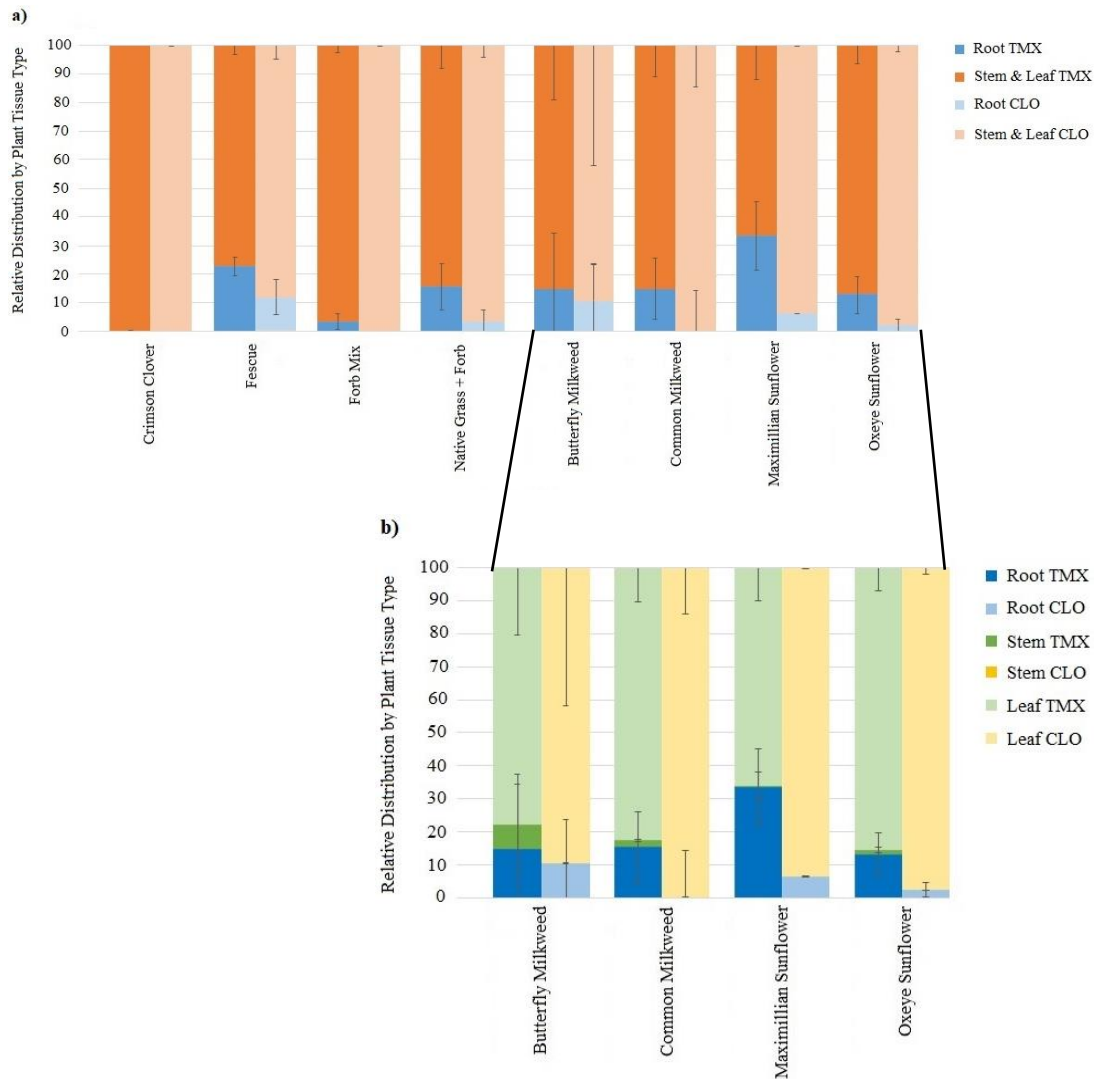 a)
Relative Distribution by Plant Tissue Type
100
90
80
70
60
50
40
30
20
10
0
Crimson Clover
Fescue
Forb Mix
Native Grass + Forb
Butterfly Milkweed
Common Milkweed
Maximillian Sunflower
Oxeye Sunflower
Root TMX
Stem & Leaf TMX
Root CLO
Stem & Leaf CLO
b)
Relative Distribution by Plant Tissue Type
100
90
80
70
60
50
40
30
20
10
0
Butterfly Milkweed
Common Milkweed
Maximillian Sunflower
Oxeye Sunflower
Root TMX
Root CLO
Stem TMX
Stem CLO
Leaf TMX
Leaf CLO